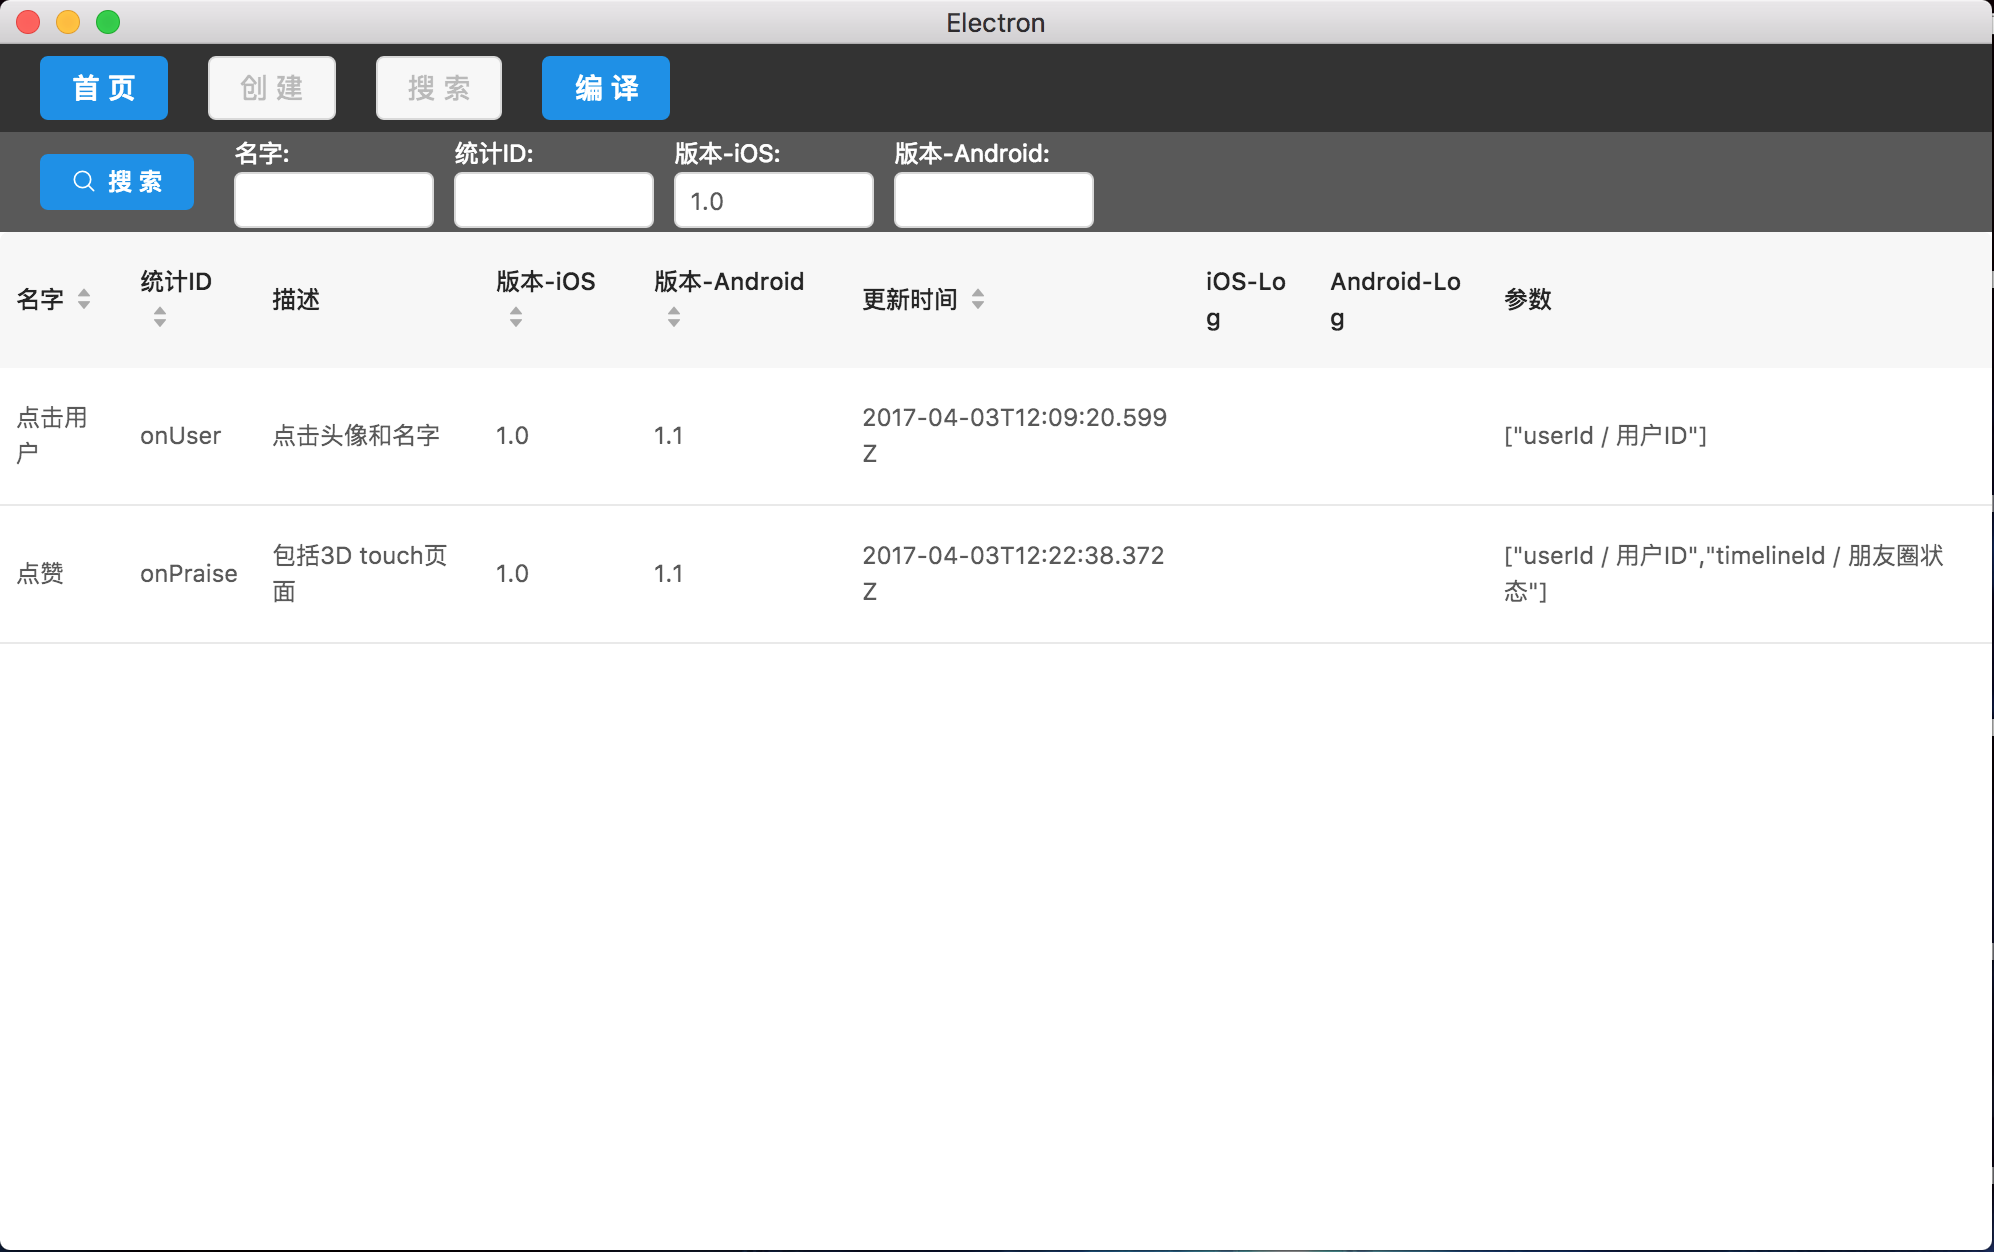 Electron
首 页 创 建 搜 索 编 译
名字: 统计ID: 版本-iOS: 版本-Android:
搜 索 1.0
名字 统计ID 描述 版本-iOS 版本-Android 更新时间 iOS-Lo Android-Lo 参数
g g
点击用 onUser 点击头像和名字 1.0 1.1 2017-04-03T12:09:20.599 ["userId / 用户ID"]
户 Z
点赞 onPraise 包括3D touch页 1.0 1.1 2017-04-03T12:22:38.372 ["userId / 用户ID","timelineId / 朋友圈状
面 Z 态"]